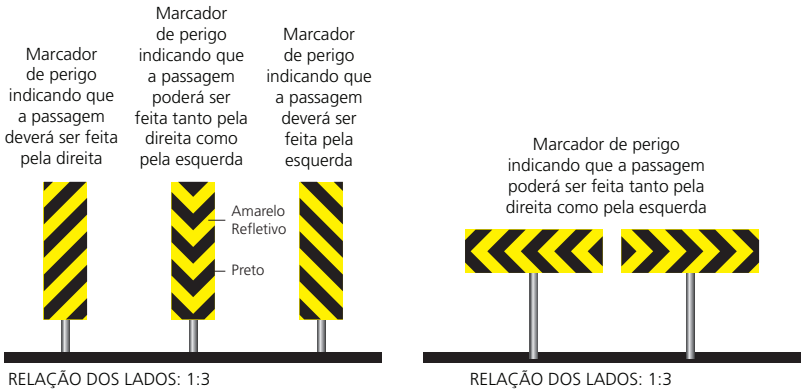 Marcador
de perigo
indicando que
a passagem
deverá ser feita
pela direita
Marcador
de perigo
indicando que
a passagem
poderá ser
feita tanto pela
direita como
pela esquerda
Marcador
de perigo
indicando que
a passagem
deverá ser
feita pela
esquerda
Amarelo
Refletivo
Preto
RELAÇÃO DOS LADOS: 1:3
Marcador de perigo
indicando que a passagem
poderá ser feita tanto pela
direita como pela esquerda
RELAÇÃO DOS LADOS: 1:3